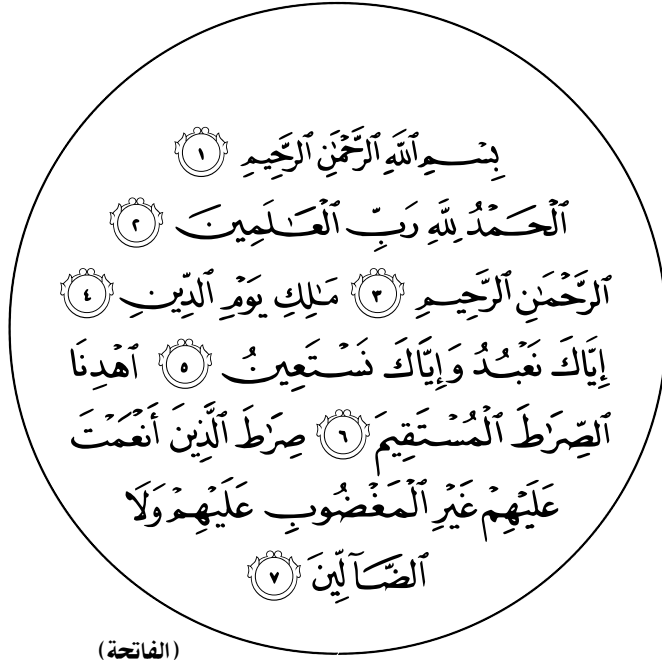 بِسْمِ ٱللَّهِ ٱلرَّحْمَٰنِ ٱلرَّحِيمِ ١
ٱلْحَمْدُ لِلَّهِ رَبِّ ٱلْعَـٰلَمِينَ ٢
ٱلرَّحْمَـٰنِ ٱلرَّحِيمِ ٣ مَـٰلِكِ يَوْمِ ٱلدِّينِ ٤
إِيَّاكَ نَعْبُدُ وَإِيَّاكَ نَسْتَعِينُ ٥ ٱهْدِنَا
ٱلصِّرَٰطَ ٱلْمُسْتَقِيمَ ٦ صِرَٰطَ ٱلَّذِينَ أَنْعَمْتَ
عَلَيْهِمْ غَيْرِ ٱلْمَغْضُوبِ عَلَيْهِمْ وَلَا
ٱلضَّآلِّينَ ٧
(الفاتحة)